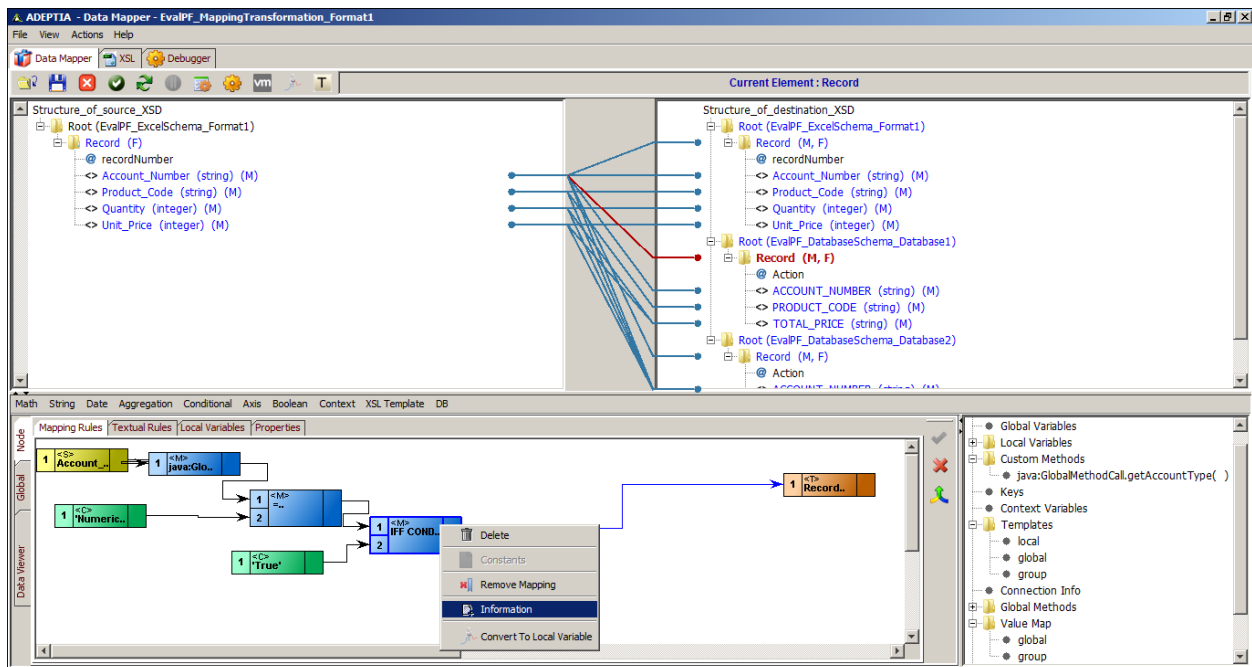 ADEPTIA - Data Mapper - EvalPF_MappingTransformation_Format1
File View Actions Help
Data Mapper XSL Debugger
vm T Current Element : Record
Structure_of_source_XSD
Root (EvalPF_ExcelSchema_Format1)
Record (F)
@ recordNumber
<> Account_Number (string) (M)
<> Product_Code (string) (M)
<> Quantity (integer) (M)
<> Unit_Price (integer) (M)
Structure_of_destination_XSD
Root (EvalPF_ExcelSchema_Format1)
Record (M, F)
@ recordNumber
<> Account_Number (string) (M)
<> Product_Code (string) (M)
<> Quantity (integer) (M)
<> Unit_Price (integer) (M)
Root (EvalPF_DatabaseSchema_Database1)
Record (M, F)
@ Action
<> ACCOUNT_NUMBER (string) (M)
<> PRODUCT_CODE (string) (M)
<> TOTAL_PRICE (string) (M)
Root (EvalPF_DatabaseSchema_Database2)
Record (M, F)
@ Action
<> ACCOUNT_NUMBER (string) (M)
Math String Date Aggregation Conditional Axis Boolean Context XSL Template DB
Node
Global
Data Viewer
Mapping Rules Textual Rules Local Variables Properties
1 <S> Account_..
1 <M> java:Glo..
1 <C> 'Numeric..
1 2 <M> =..
1 2 <M> IFF COND..
1 <C> 'True'
1 <T> Record..
Delete
Constants
Remove Mapping
Information
Convert To Local Variable
Global Variables
Local Variables
Custom Methods
java:GlobalMethodCall.getAccountType( )
Keys
Context Variables
Templates
local
global
group
Connection Info
Global Methods
Value Map
global
group